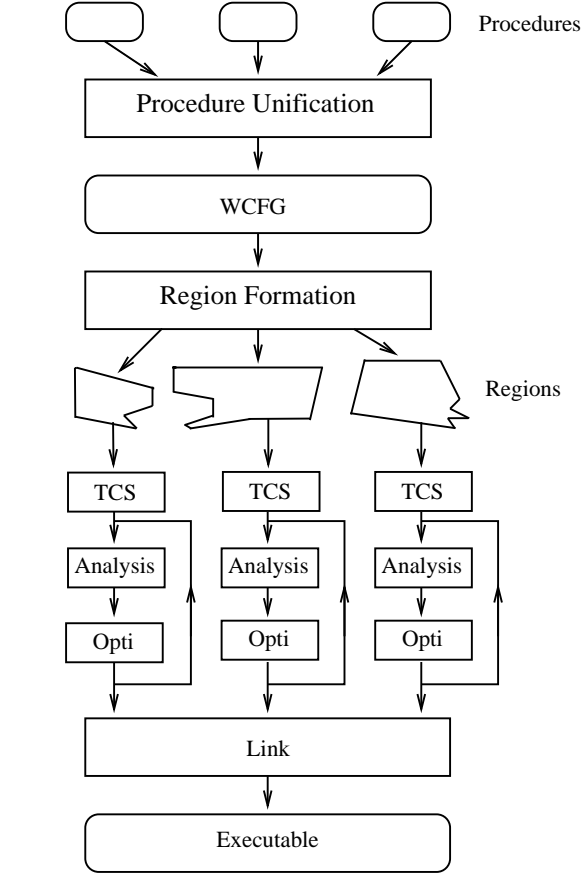 Procedures
Procedure Unification
WCFG
Region Formation
Regions
TCS TCS TCS
Analysis Analysis Analysis
Opti Opti Opti
Link
Executable